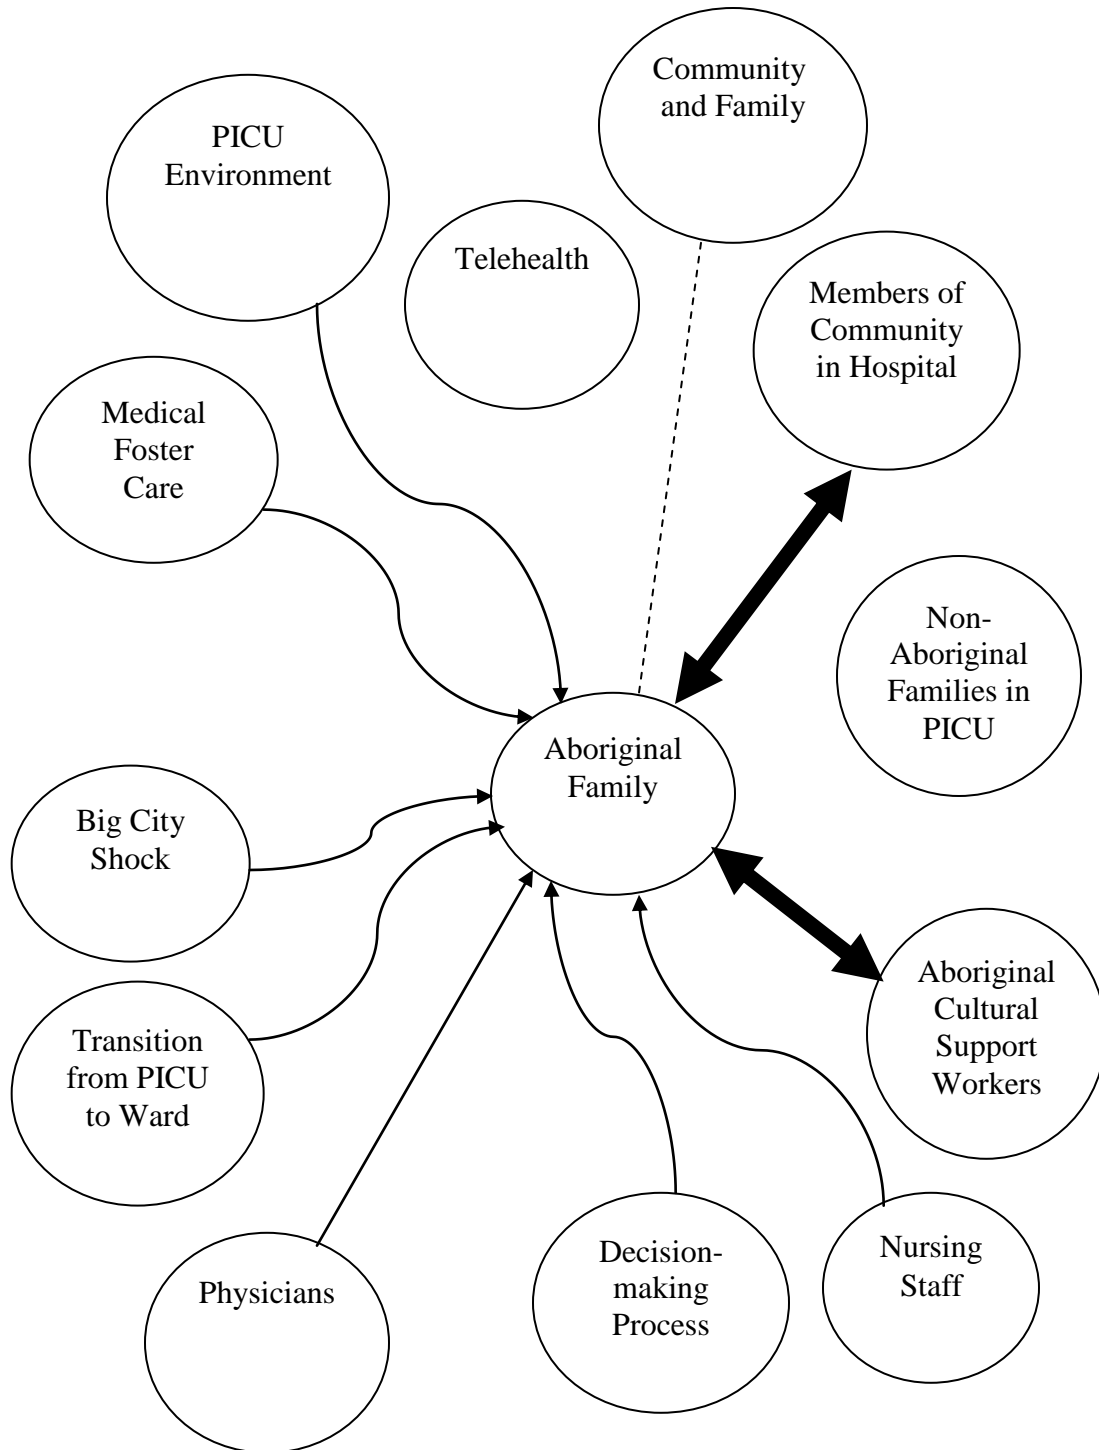 Community
and Family
PICU
Environment
Telehealth
Members of
Community
in Hospital
Medical
Foster
Care
Non-
Aboriginal
Families in
PICU
Aboriginal
Family
Big City
Shock
Aboriginal
Cultural
Support
Workers
Transition
from PICU
to Ward
Physicians
Decision-
making
Process
Nursing
Staff